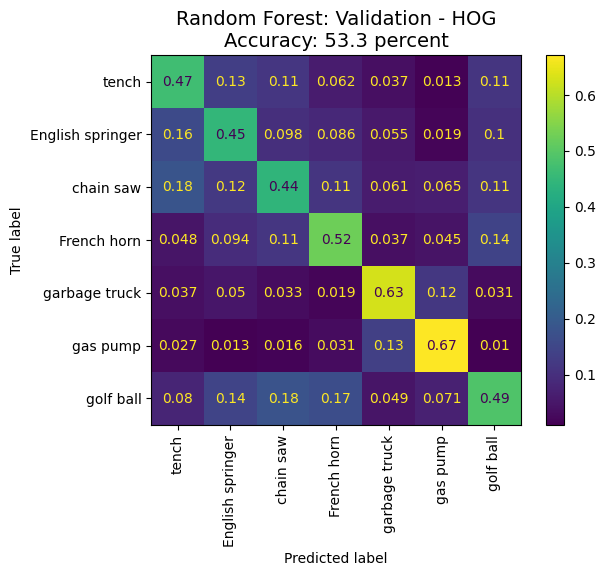 Random Forest: Validation - HOG
Accuracy: 53.3 percent
tench 0.47 0.13 0.11 0.062 0.037 0.013 0.11
English springer 0.16 0.45 0.098 0.086 0.055 0.019 0.1
chain saw 0.18 0.12 0.44 0.11 0.061 0.065 0.11
French horn 0.048 0.094 0.11 0.52 0.037 0.045 0.14
garbage truck 0.037 0.05 0.033 0.019 0.63 0.12 0.031
gas pump 0.027 0.013 0.016 0.031 0.13 0.67 0.01
golf ball 0.08 0.14 0.18 0.17 0.049 0.071 0.49
True label
tench
English springer
chain saw
French horn
garbage truck
gas pump
golf ball
Predicted label
0.6
0.5
0.4
0.3
0.2
0.1